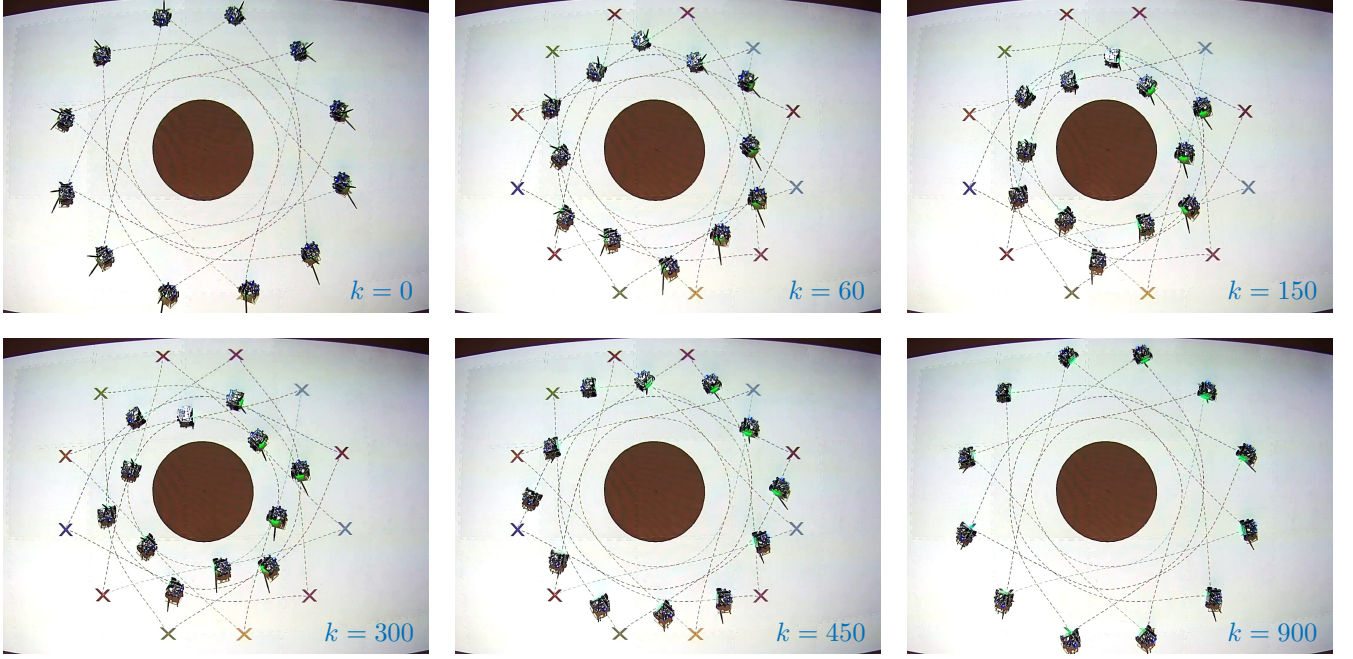 k = 0
k = 60
k = 150
k = 300
k = 450
k = 900